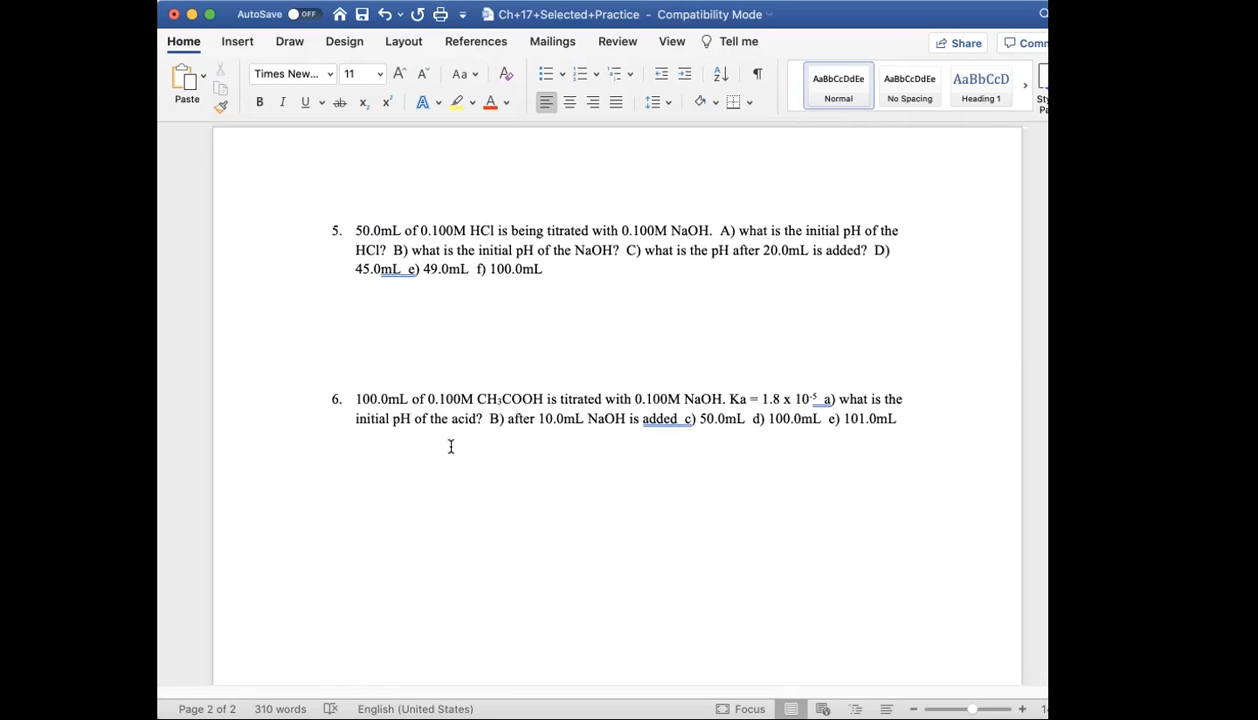 AutoSave OFF Ch+17+Selected+Practice - Compatibility Mode
Home Insert Draw Design Layout References Mailings Review View Tell me Share
Paste Times New... 11 Aa AaBbCcDdEe AaBbCcDdEe AaBbCcD
B I U ab x₂ x² A A Normal No Spacing Heading 1
5. 50.0mL of 0.100M HCl is being titrated with 0.100M NaOH. A) what is the initial pH of the
HCl? B) what is the initial pH of the NaOH? C) what is the pH after 20.0mL is added? D)
45.0mL e) 49.0mL f) 100.0mL
6. 100.0mL of 0.100M CH₃COOH is titrated with 0.100M NaOH. Ka = 1.8 x 10⁻⁵ a) what is the
initial pH of the acid? B) after 10.0mL NaOH is added c) 50.0mL d) 100.0mL e) 101.0mL
Page 2 of 2 310 words English (United States) Focus